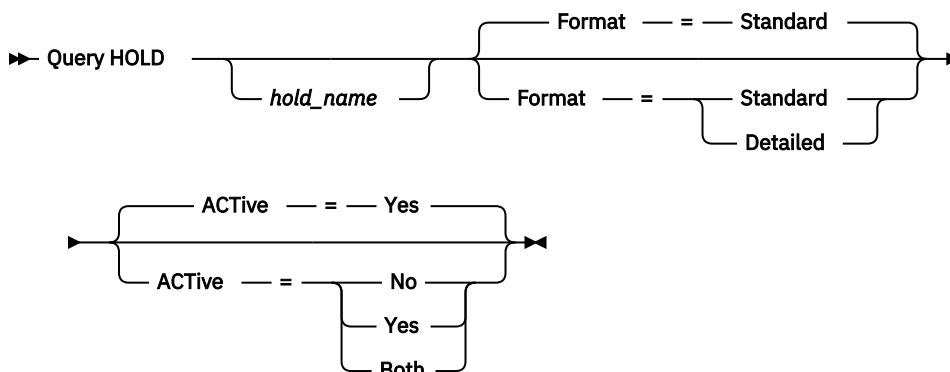 Format = Standard
Query HOLD
hold_name
Format = Standard
Detailed
ACTive = Yes
ACTive = No
Yes
Both